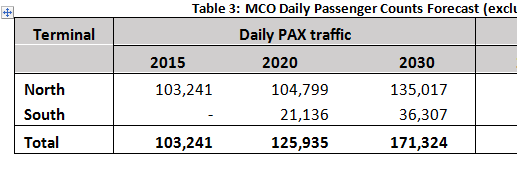 Table 3: MCO Daily Passenger Counts Forecast
Terminal Daily PAX traffic
2015 2020 2030
North 103,241 104,799 135,017
South - 21,136 36,307
Total 103,241 125,935 171,324